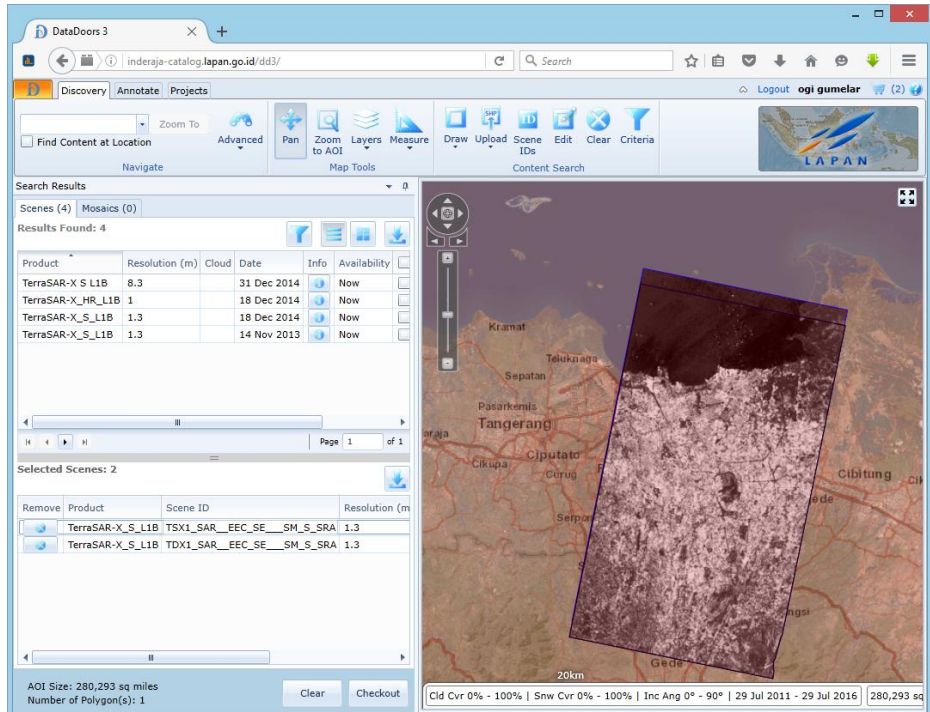 DataDoors 3
inderaja-catalog.lapan.go.id/dd3/
Search
Discovery Annotate Projects
Logout ogi gumelar (2)
Zoom To
Find Content at Location
Advanced
Navigate
Pan
Zoom to AOI
Layers
Measure
Map Tools
Draw
Upload
SHP
Scene IDs
ID
Edit
Clear
Criteria
Content Search
LAPAN
Search Results
Scenes (4) Mosaics (0)
Results Found: 4
Product Resolution (m) Cloud Date Info Availability
TerraSAR-X S L1B 8.3 31 Dec 2014 Now
TerraSAR-X_HR_L1B 1 18 Dec 2014 Now
TerraSAR-X_S_L1B 1.3 18 Dec 2014 Now
TerraSAR-X_S_L1B 1.3 14 Nov 2013 Now
Page 1 of 1
Selected Scenes: 2
Remove Product Scene ID Resolution (m
TerraSAR-X_S_L1B TSX1_SAR__EEC_SE___SM_S_SRA 1.3
TerraSAR-X_S_L1B TDX1_SAR__EEC_SE___SM_S_SRA 1.3
AOI Size: 280,293 sq miles
Number of Polygon(s): 1
Clear
Checkout
Kramat
Teluknaga
Sepatan
Pasarkemis
Tangerang
araja
Ciputato
Cikupa
Curug
Cibitung
Cik
ede
Serpon
S
ngsi
Gede
20km
Cld Cvr 0% - 100% | Snw Cvr 0% - 100% | Inc Ang 0° - 90° | 29 Jul 2011 - 29 Jul 2016
280,293 sq